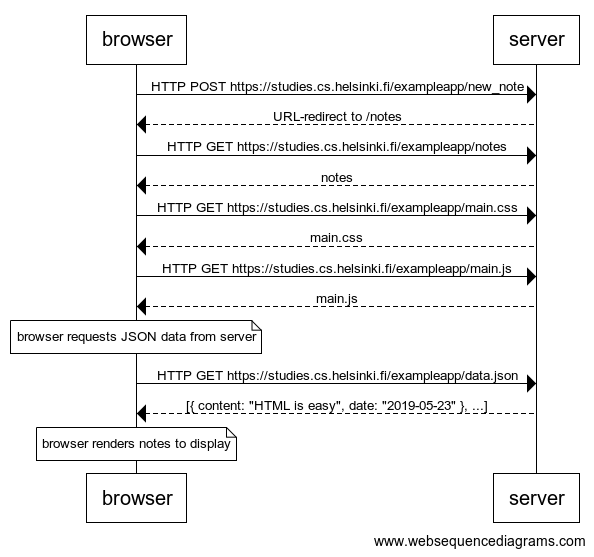 browser
server
HTTP POST https://studies.cs.helsinki.fi/exampleapp/new_note
URL-redirect to /notes
HTTP GET https://studies.cs.helsinki.fi/exampleapp/notes
notes
HTTP GET https://studies.cs.helsinki.fi/exampleapp/main.css
main.css
HTTP GET https://studies.cs.helsinki.fi/exampleapp/main.js
main.js
browser requests JSON data from server
HTTP GET https://studies.cs.helsinki.fi/exampleapp/data.json
[{ content: "HTML is easy", date: "2019-05-23" }, ...]
browser renders notes to display
browser
server
www.websequencediagrams.com